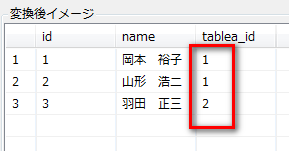 変換後イメージ
id name tablea_id
1 1 岡本　裕子 1
2 2 山形　浩二 1
3 3 羽田　正三 2